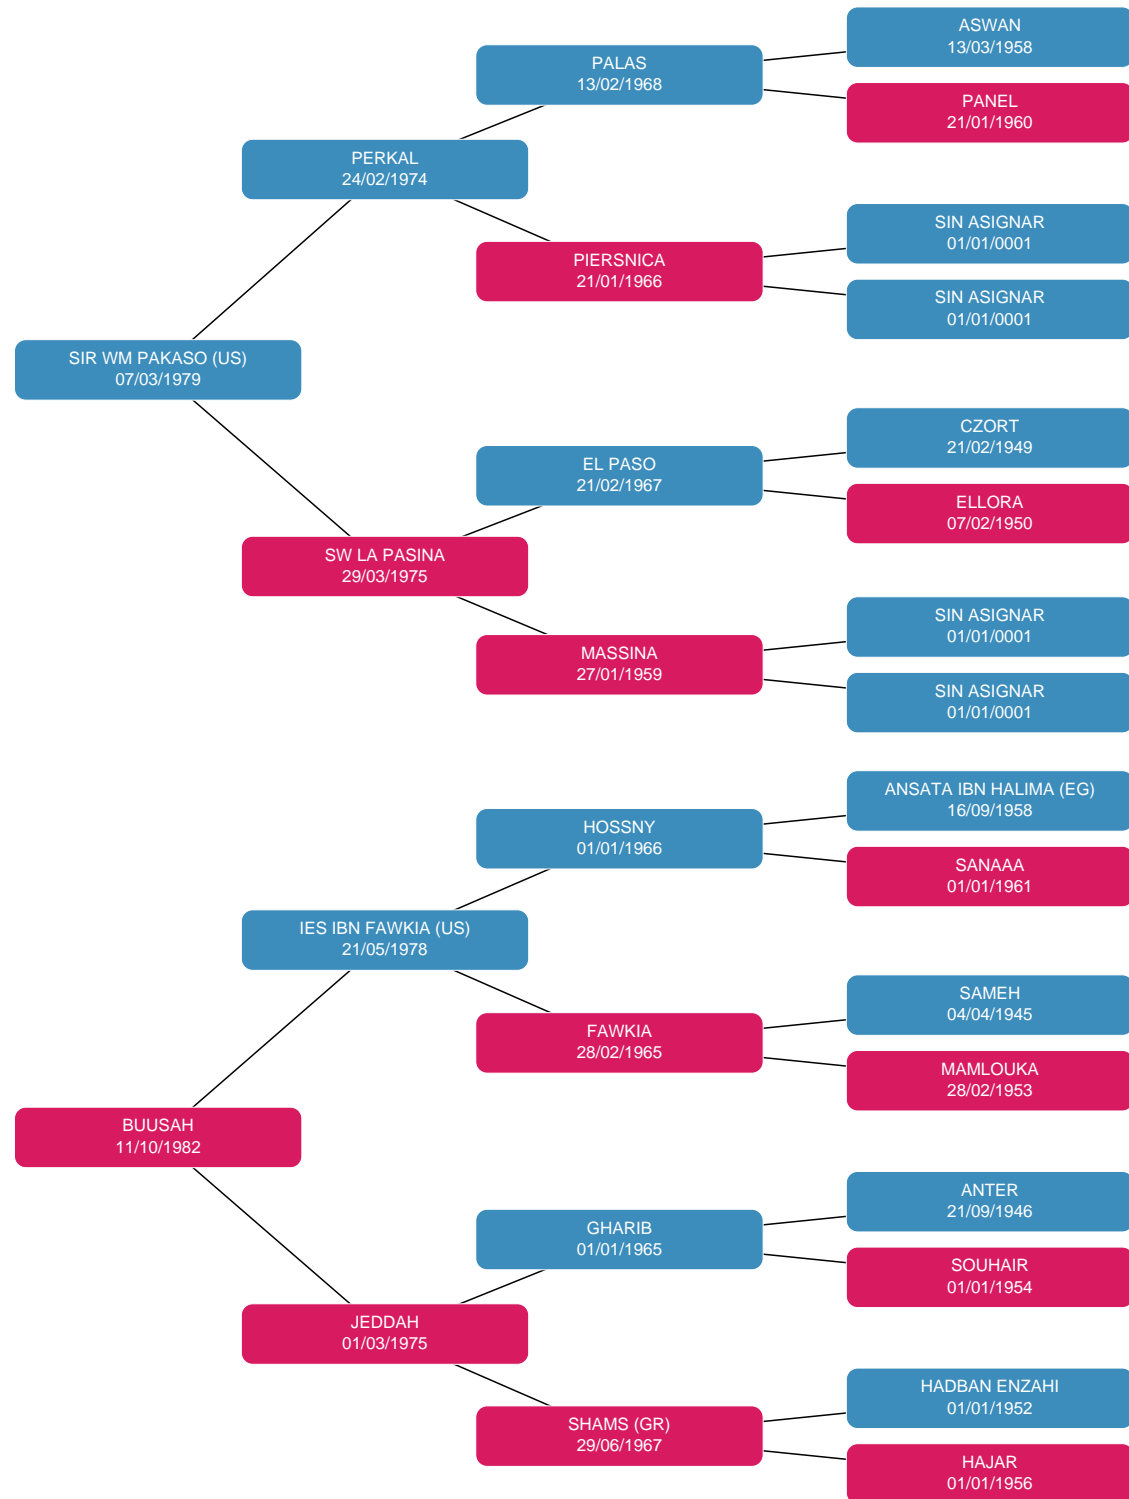 ASWAN
13/03/1958
PALAS
13/02/1968
PANEL
21/01/1960
PERKAL
24/02/1974
SIN ASIGNAR
01/01/0001
PIERSNICA
21/01/1966
SIN ASIGNAR
01/01/0001
SIR WM PAKASO (US)
07/03/1979
CZORT
21/02/1949
EL PASO
21/02/1967
ELLORA
07/02/1950
SW LA PASINA
29/03/1975
SIN ASIGNAR
01/01/0001
MASSINA
27/01/1959
SIN ASIGNAR
01/01/0001
ANSATA IBN HALIMA (EG)
16/09/1958
HOSSNY
01/01/1966
SANAAA
01/01/1961
IES IBN FAWKIA (US)
21/05/1978
SAMEH
04/04/1945
FAWKIA
28/02/1965
MAMLOUKA
28/02/1953
BUUSAH
11/10/1982
ANTER
21/09/1946
GHARIB
01/01/1965
SOUHAIR
01/01/1954
JEDDAH
01/03/1975
HADBAN ENZAHI
01/01/1952
SHAMS (GR)
29/06/1967
HAJAR
01/01/1956